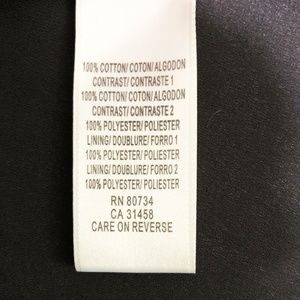 100% COTTON/ COTON/ ALGODON
CONTRAST/ CONTRASTE 1
100% COTTON/ COTON/ ALGODON
CONTRAST/ CONTRASTE 2
100% POLYESTER/ POLIESTER
LINING/ DOUBLURE/ FORRO 1
100% POLYESTER/ POLIESTER
LINING/ DOUBLURE/ FORRO 2
100% POLYESTER/ POLIESTER
RN 80734
CA 31458
CARE ON REVERSE